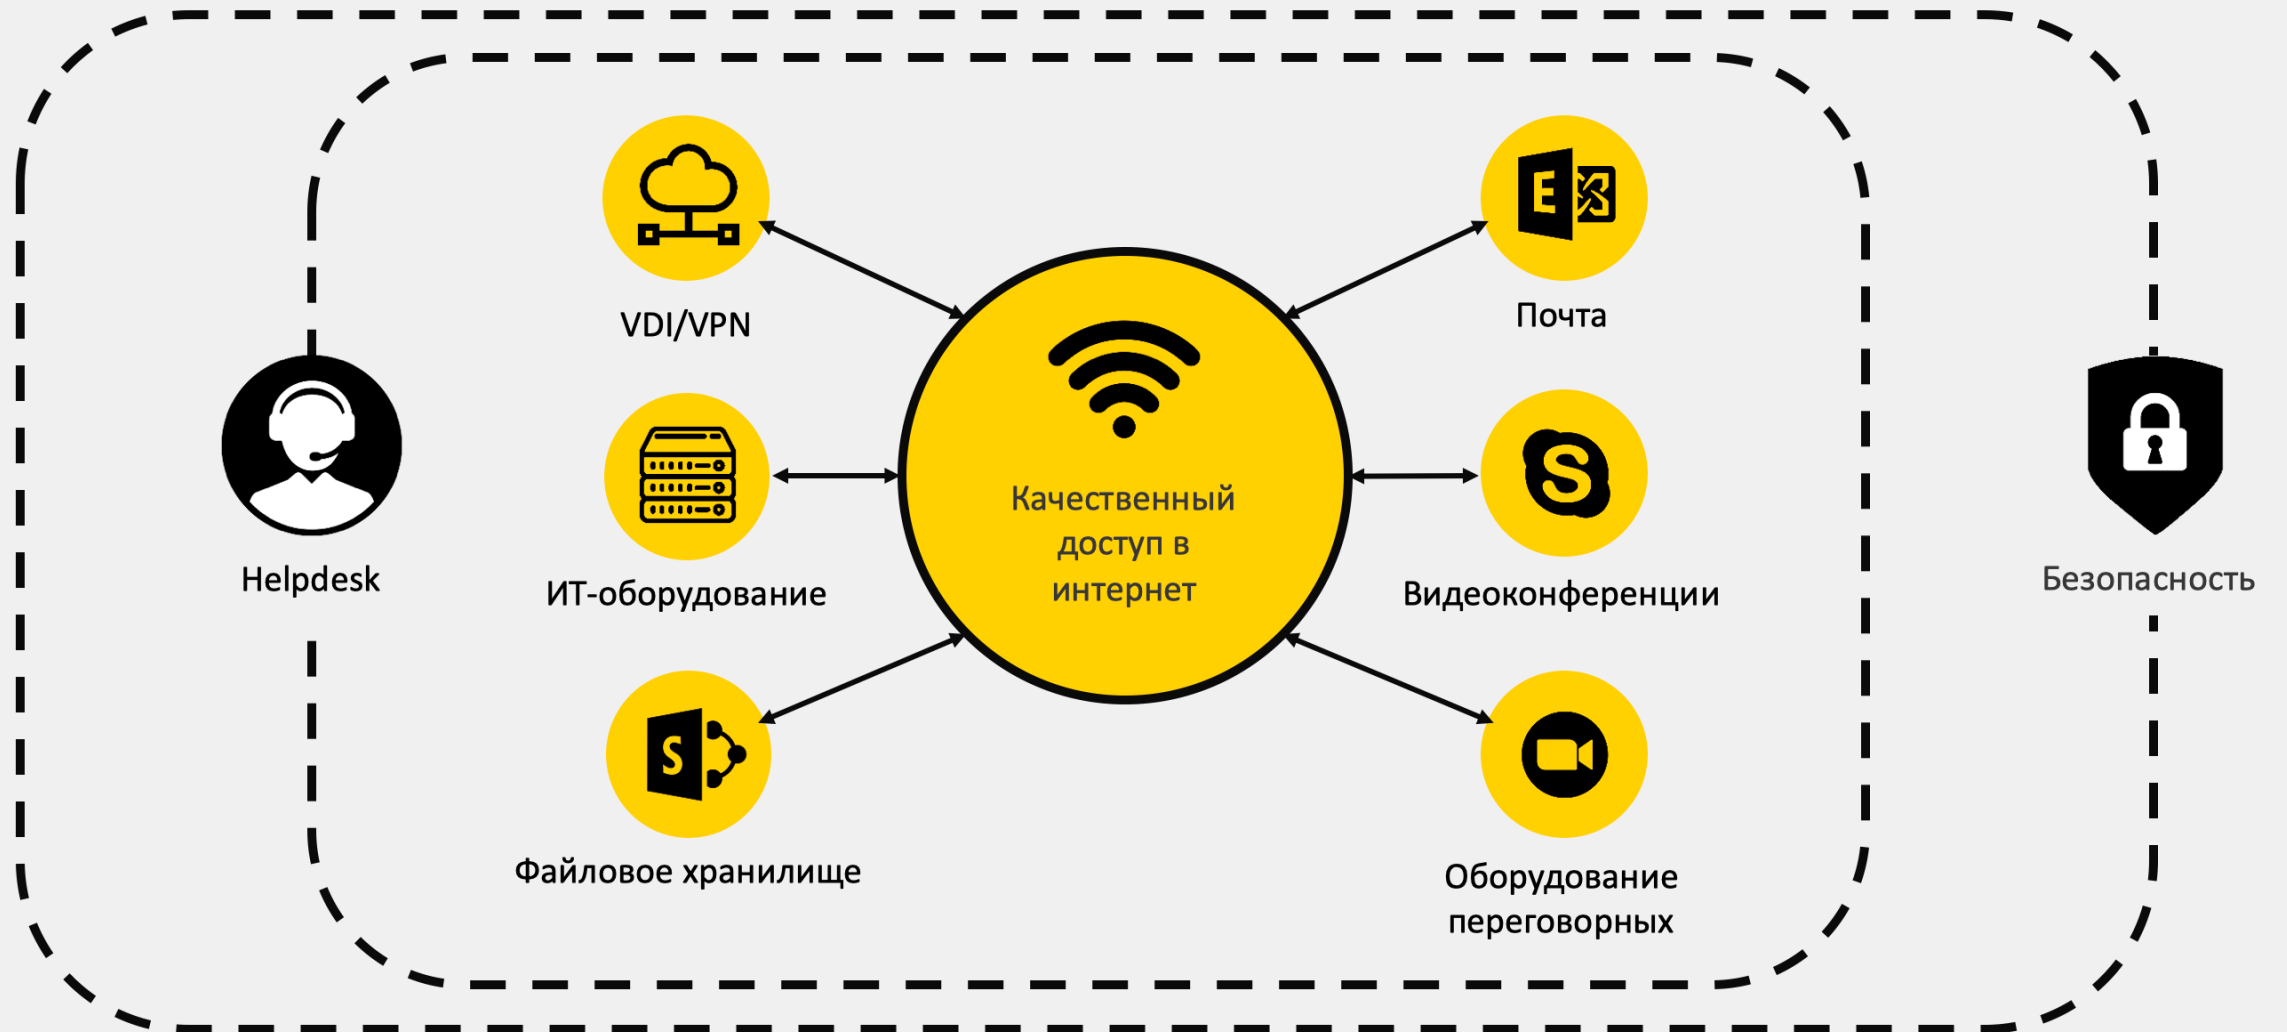 VDI/VPN
Почта
Качественный
доступ в
интернет
Helpdesk
ИТ-оборудование
Видеоконференции
Безопасность
Файловое хранилище
Оборудование
переговорных
E
S
S